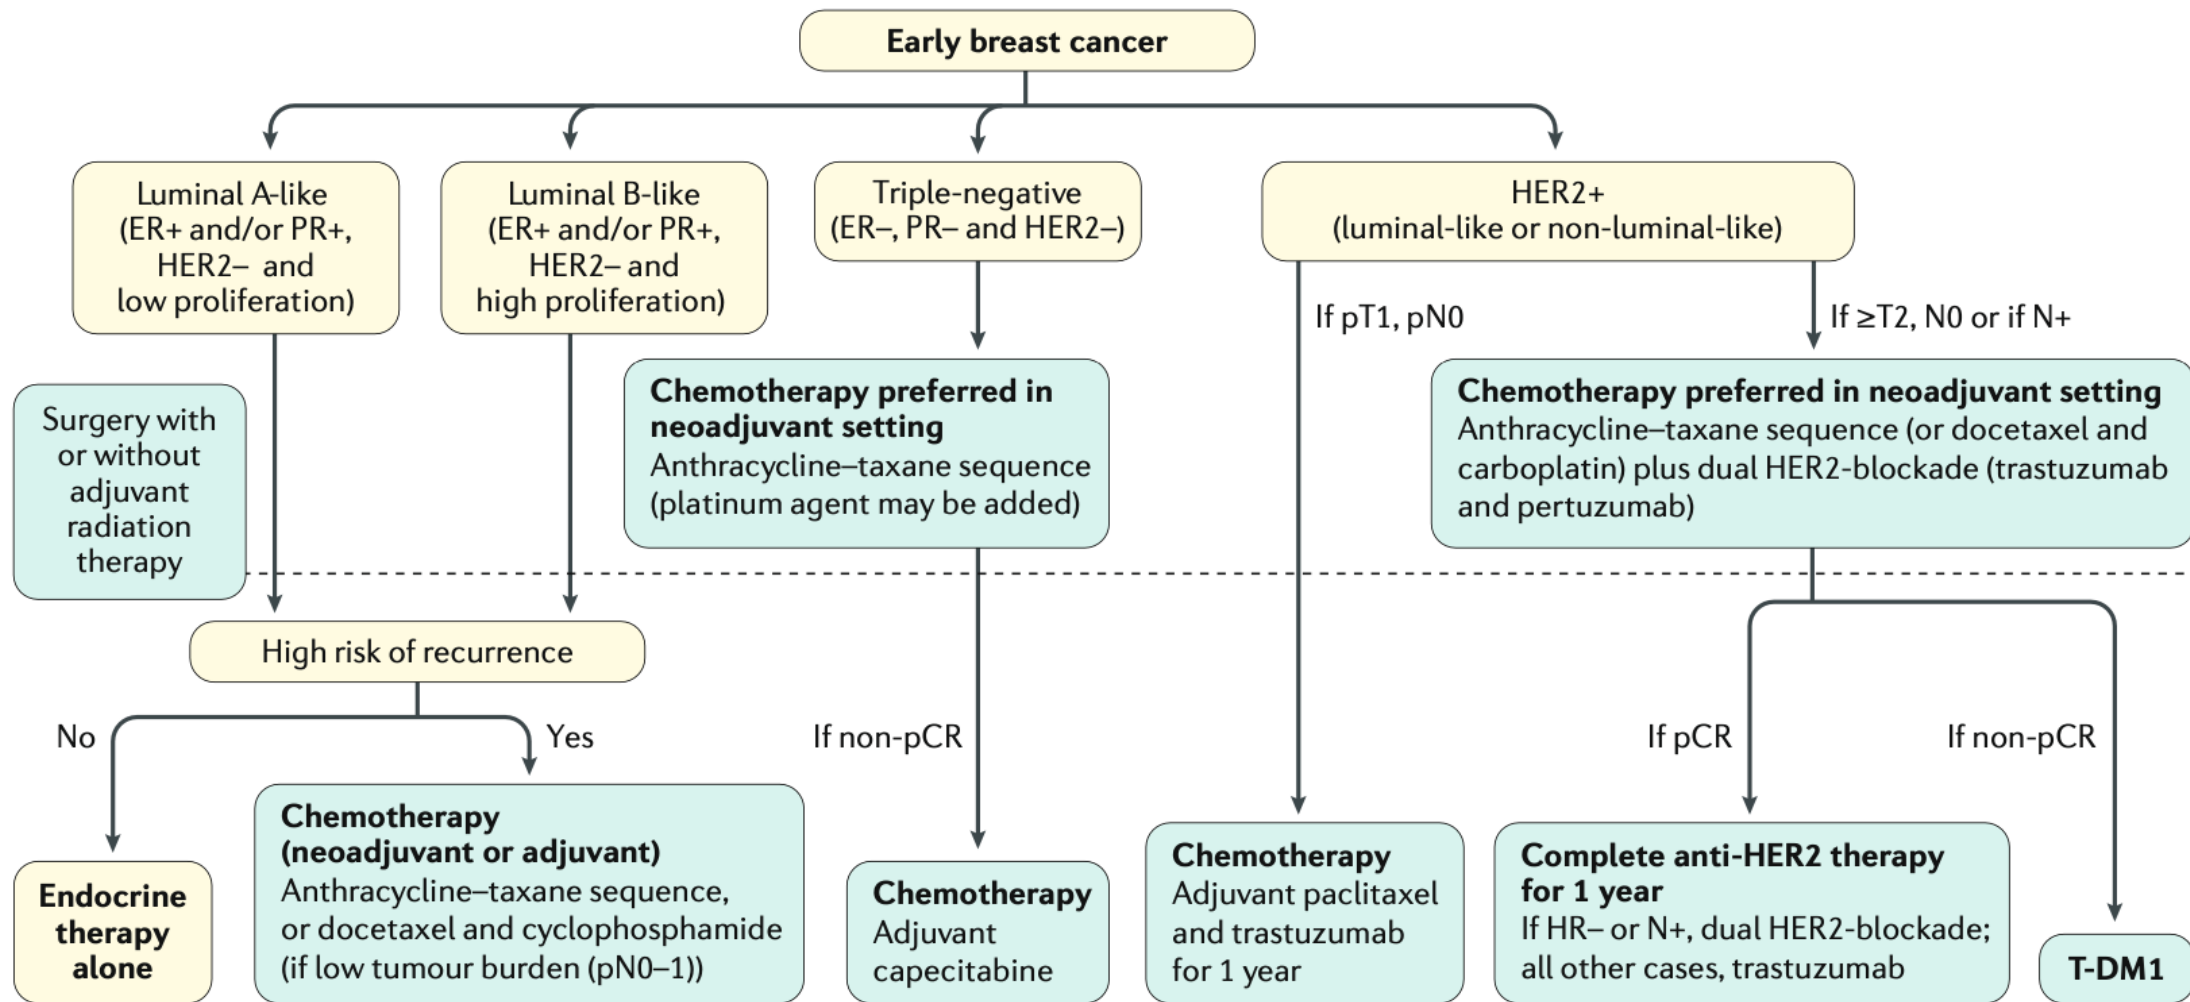 Early breast cancer
Luminal A-like
(ER+ and/or PR+,
HER2–  and
low proliferation)
Luminal B-like
(ER+ and/or PR+,
HER2– and
high proliferation)
Triple-negative
(ER–, PR– and HER2–)
HER2+
(luminal-like or non-luminal-like)
If pT1, pN0
If ≥T2, N0 or if N+
Surgery with
or without
adjuvant
radiation
therapy
Chemotherapy preferred in
neoadjuvant setting
Anthracycline–taxane sequence
(platinum agent may be added)
Chemotherapy preferred in neoadjuvant setting
Anthracycline–taxane sequence (or docetaxel and
carboplatin) plus dual HER2-blockade (trastuzumab
and pertuzumab)
High risk of recurrence
No
Yes
If non-pCR
If pCR
If non-pCR
Endocrine
therapy
alone
Chemotherapy
(neoadjuvant or adjuvant)
Anthracycline–taxane sequence,
or docetaxel and cyclophosphamide
(if low tumour burden (pN0–1))
Chemotherapy
Adjuvant
capecitabine
Chemotherapy
Adjuvant paclitaxel
and trastuzumab
for 1 year
Complete anti-HER2 therapy
for 1 year
If HR– or N+, dual HER2-blockade;
all other cases, trastuzumab
T-DM1